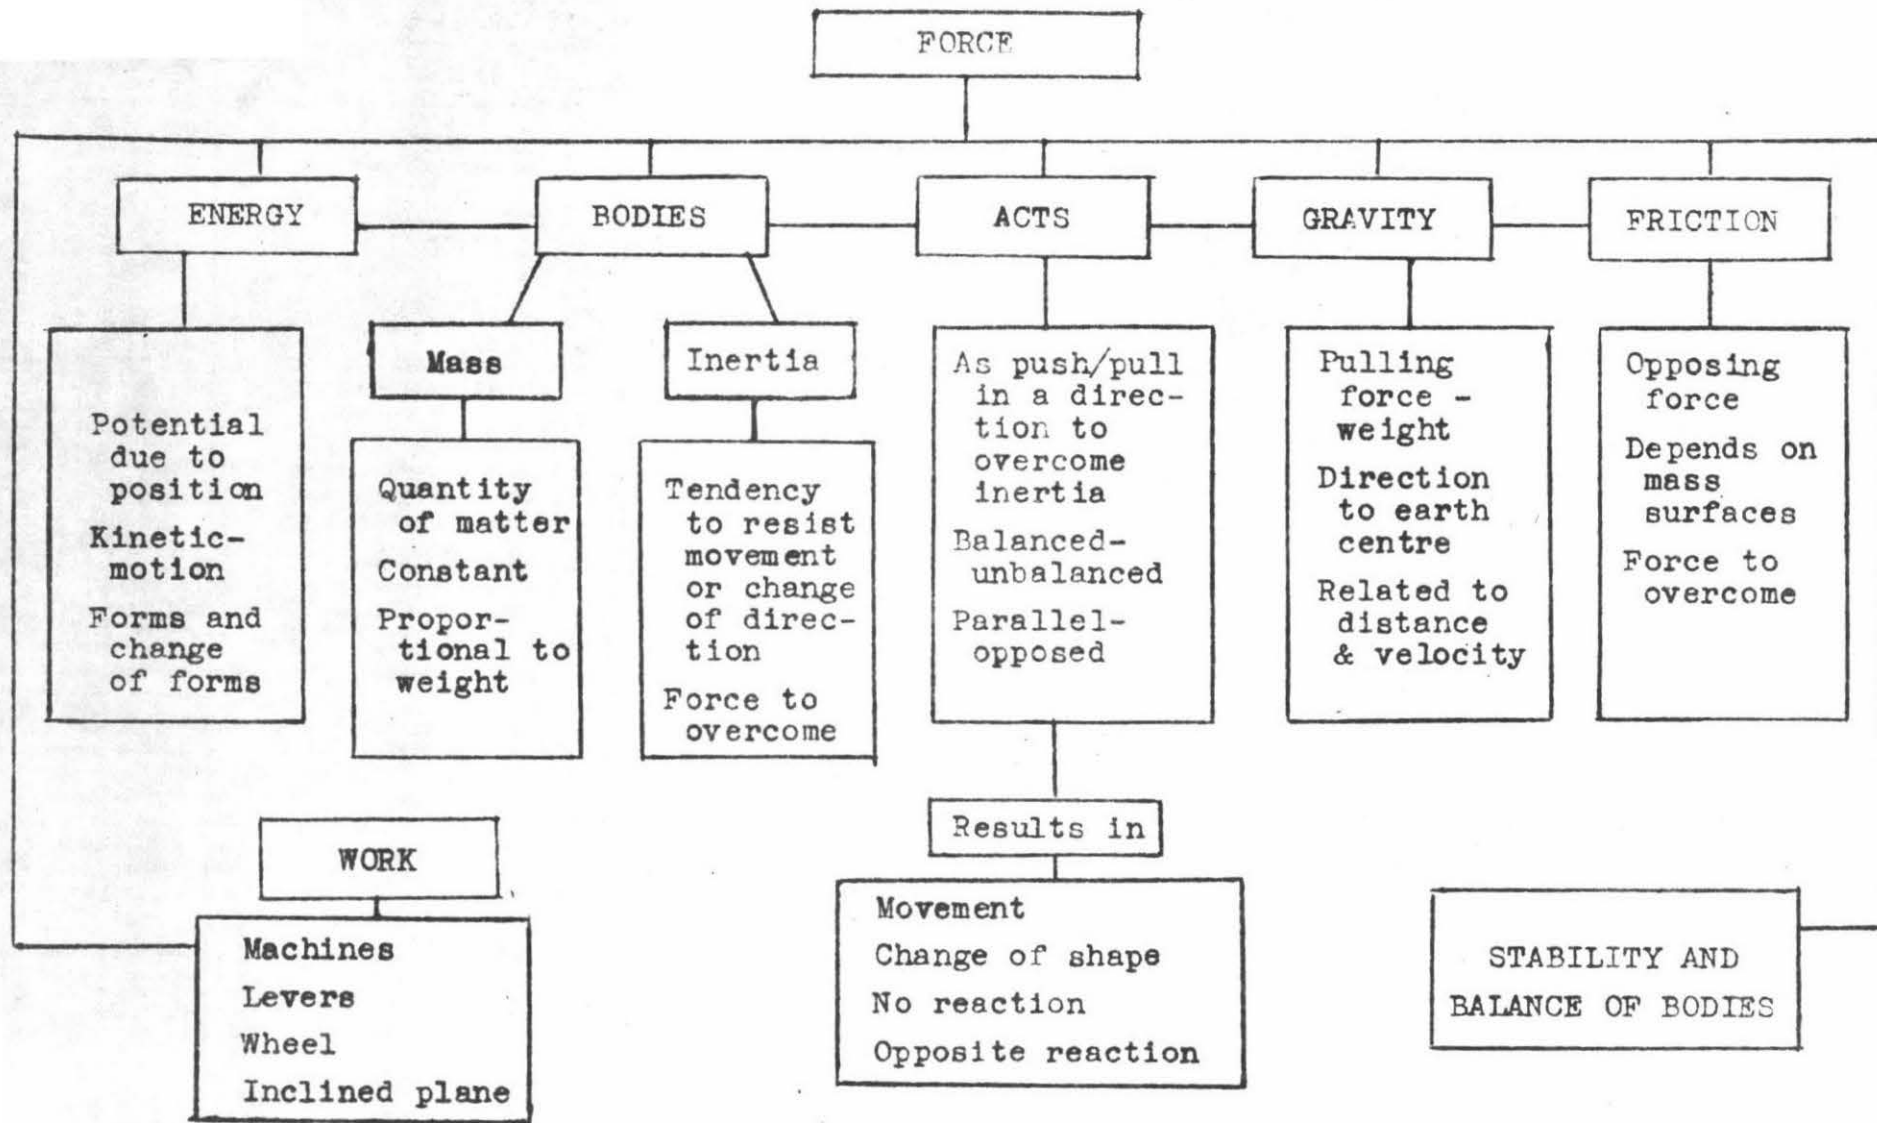 FORCE
ENERGY
BODIES
ACTS
GRAVITY
FRICTION
Potential
due to
position
Kinetic-
motion
Forms and
change
of forms
Mass
Quantity
of matter
Constant
Propor-
tional to
weight
Inertia
Tendency
to resist
movement
or change
of direc-
tion
Force to
overcome
As push/pull
in a direc-
tion to
overcome
inertia
Balanced-
unbalanced
Parallel-
opposed
Pulling
force -
weight
Direction
to earth
centre
Related to
distance
& velocity
Opposing
force
Depends on
mass
surfaces
Force to
overcome
WORK
Machines
Levers
Wheel
Inclined plane
Results in
Movement
Change of shape
No reaction
Opposite reaction
STABILITY AND
BALANCE OF BODIES